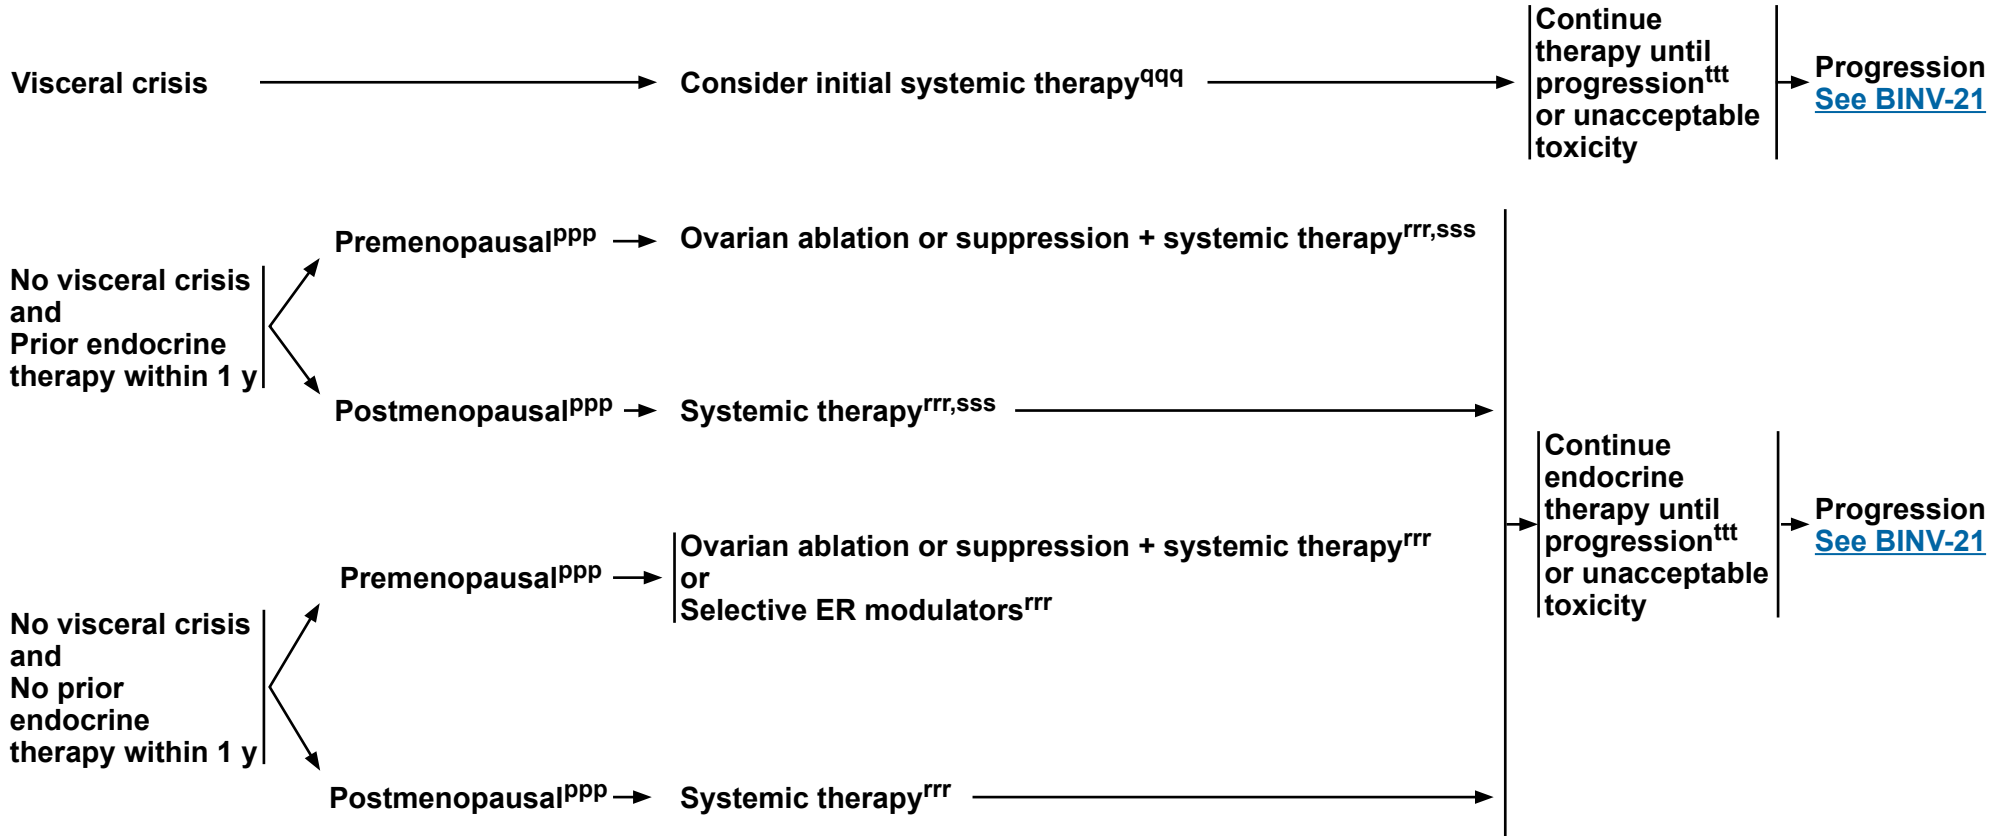 Visceral crisis
Consider initial systemic therapyqqq
Continue
therapy until
progressionttt
or unacceptable
toxicity
Progression
See BINV-21
No visceral crisis
and
Prior endocrine
therapy within 1 y
Premenopausalppp
Ovarian ablation or suppression + systemic therapyrrr,sss
Postmenopausalppp
Systemic therapyrrr,sss
No visceral crisis
and
No prior
endocrine
therapy within 1 y
Premenopausalppp
Ovarian ablation or suppression + systemic therapyrrr
or
Selective ER modulatorsrrr
Postmenopausalppp
Systemic therapyrrr
Continue
endocrine
therapy until
progressionttt
or unacceptable
toxicity
Progression
See BINV-21